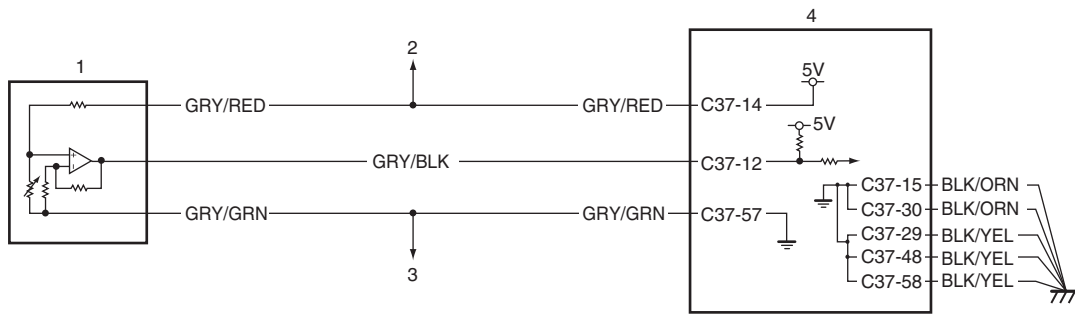 4
2
1
5V
GRY/RED GRY/RED C37-14
5V
GRY/BLK C37-12
C37-15 BLK/ORN
GRY/GRN GRY/GRN C37-57
C37-30 BLK/ORN
C37-29 BLK/YEL
C37-48 BLK/YEL
3
C37-58 BLK/YEL